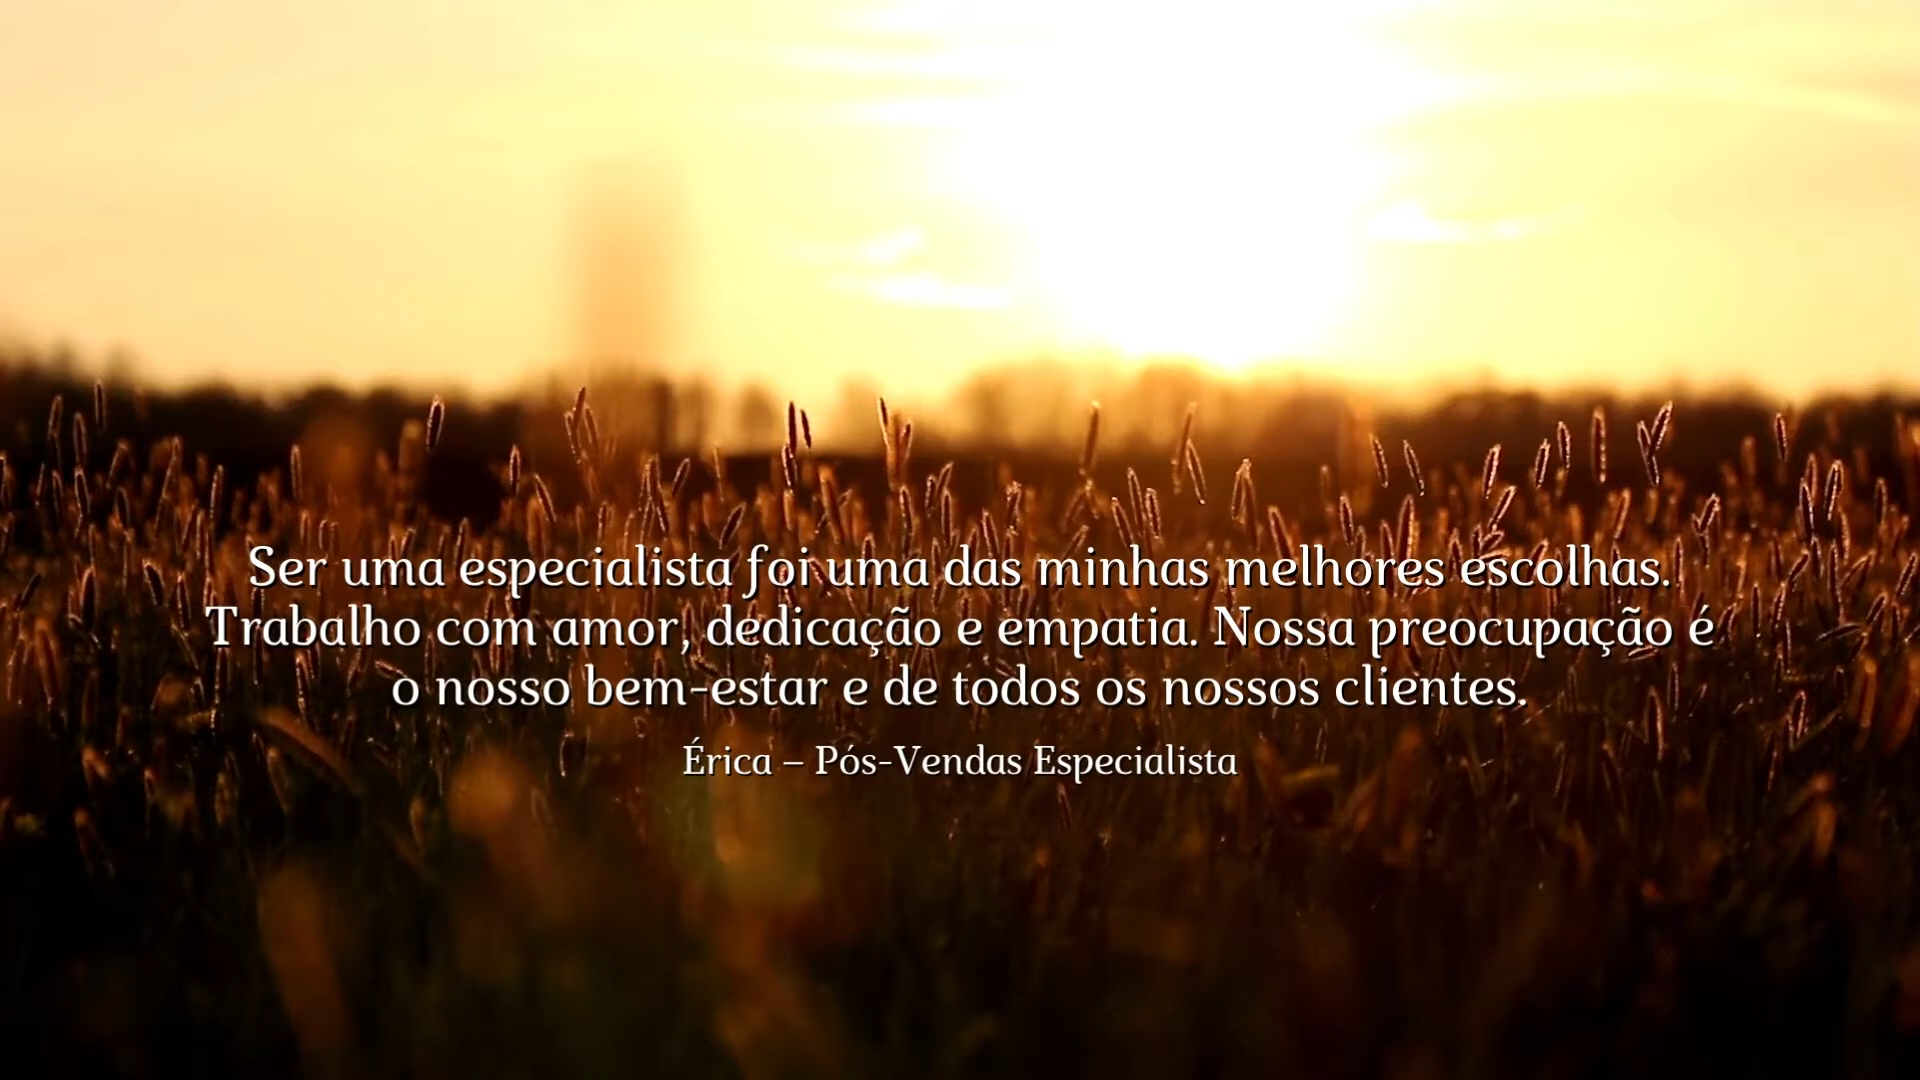 Ser uma especialista foi uma das minhas melhores escolhas.
Trabalho com amor, dedicação e empatia. Nossa preocupação é
o nosso bem-estar e de todos os nossos clientes.
Érica – Pós-Vendas Especialista